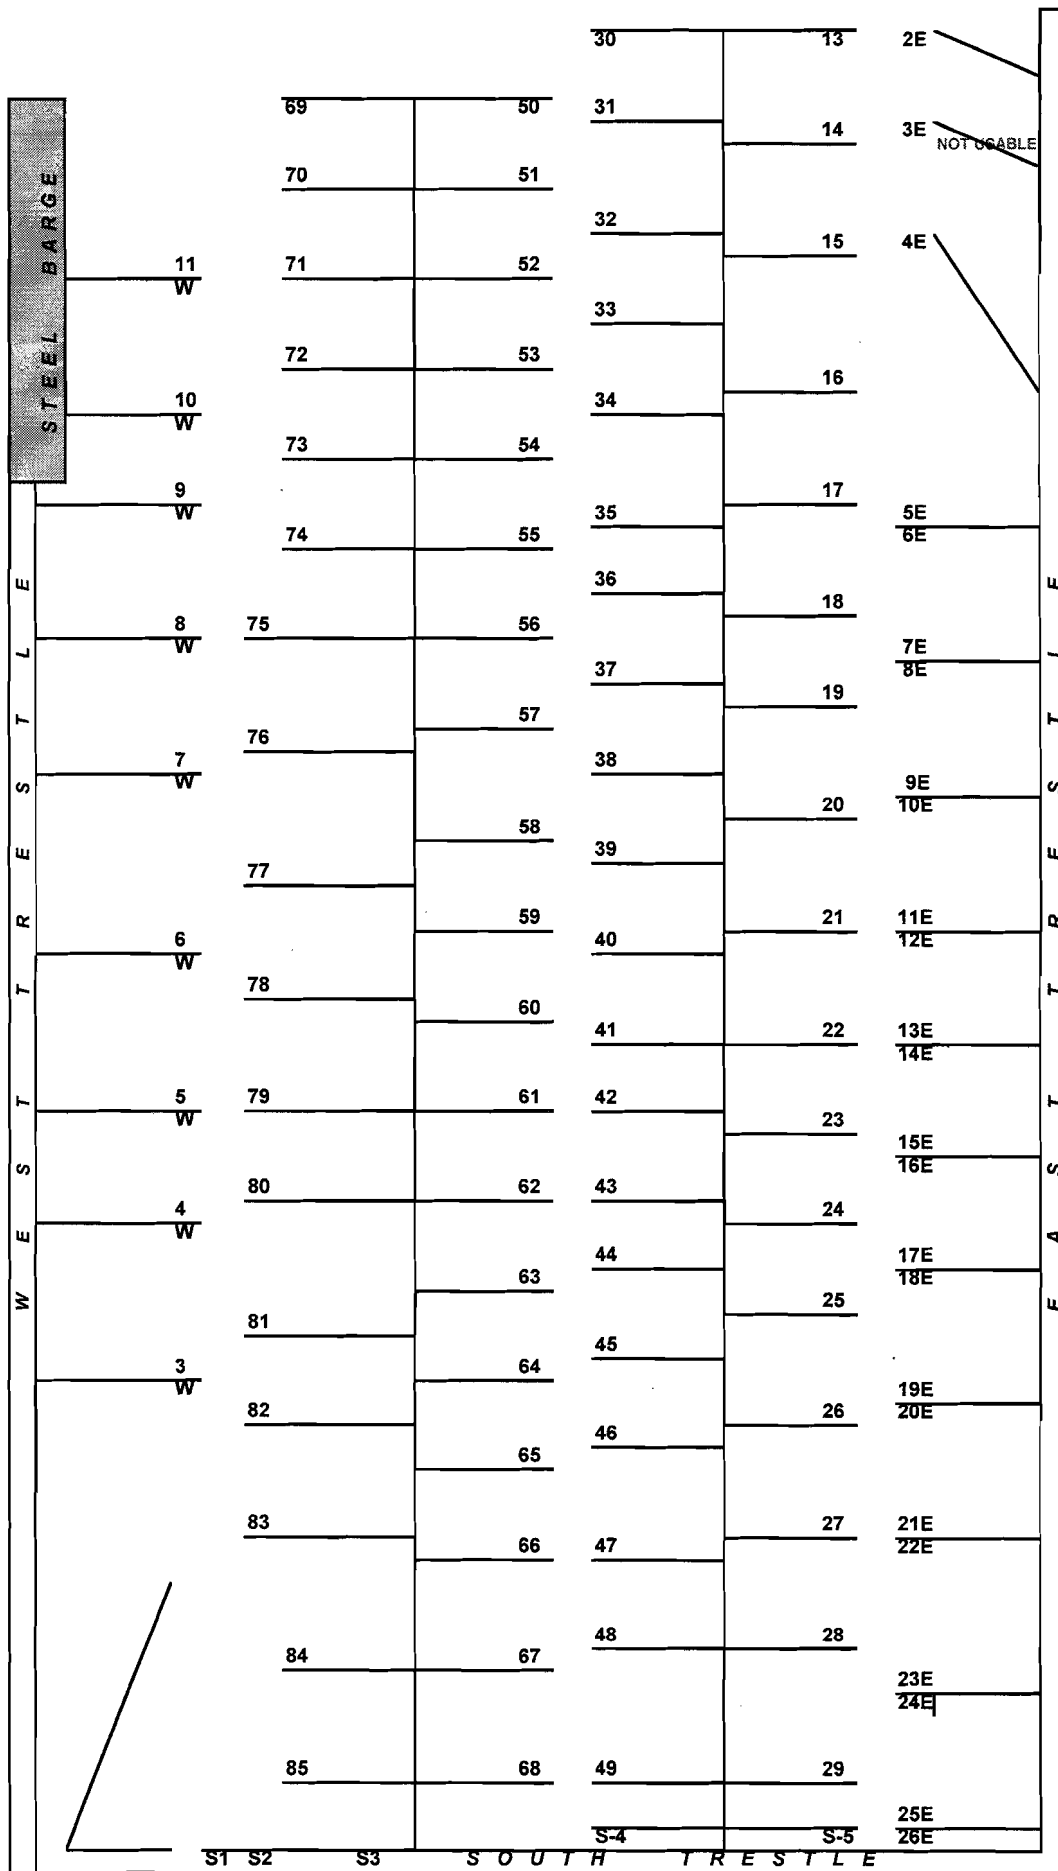 30 13 2E
69 50 31
14 3E
NOT USABLE
70 51
32 15 4E
11 71 52
W
33
72 53 16
10 34
W
73 54
9 17
W
35 5E
74 55 6E
36
18
8 75 56
W
7E
37 8E
19
57
76
7 38
W
9E
20 10E
58
39
77
59 21 11E
6 40 12E
W
78 60
41 22 13E
14E
5 79 61 42
W
23
15E
16E
80 62 43
4 24
W
44 17E
63 18E
25
81
45
3 64
W
19E
82 26 20E
46
65
83 27 21E
66 47 22E
48 28
84 67
23E
24E
85 68 49 29
25E
S-4 S-5 26E
S1 S2 S3 SOUTH TRESTLE
STEEL BARGE
WEST TRESTLE
EAST TRESTLE